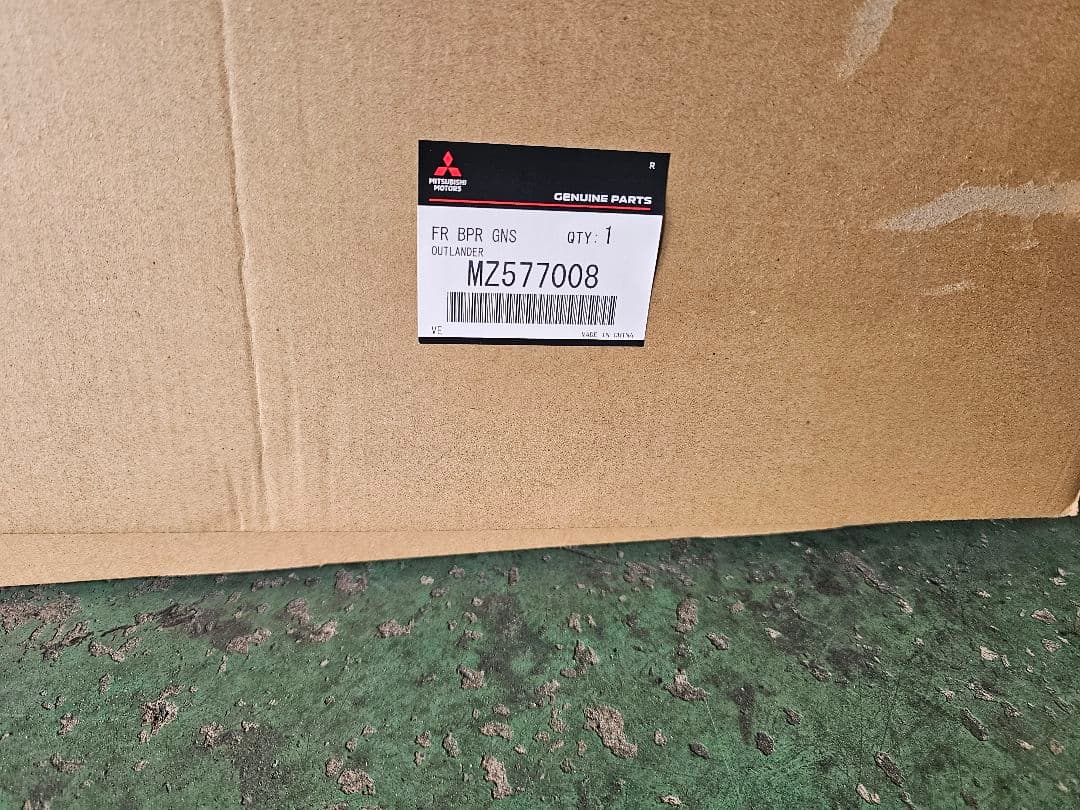 R
MITSUBISHI
MOTORS
GENUINE PARTS
FR BPR GNS QTY: 1
OUTLANDER
MZ577008
VE MADE IN CHINA